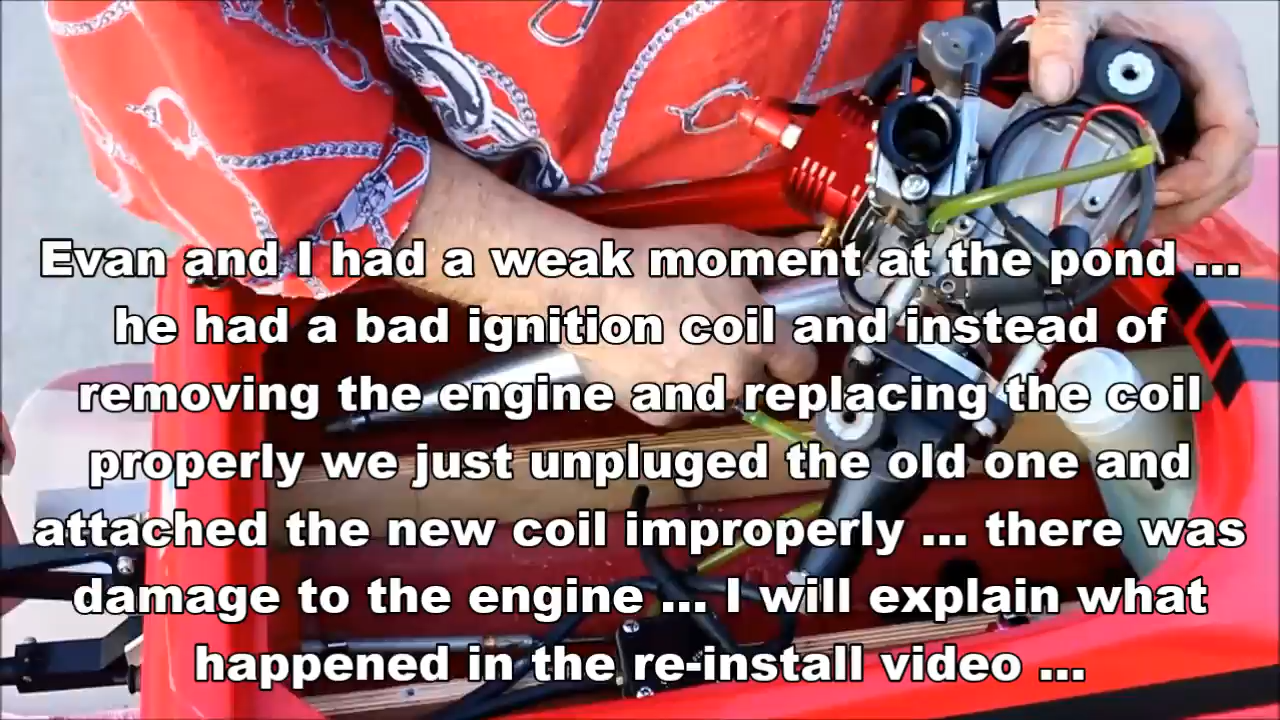 Evan and I had a weak moment at the pond ...
he had a bad ignition coil and instead of
removing the engine and replacing the coil
properly we just unpluged the old one and
attached the new coil improperly ... there was
damage to the engine ... I will explain what
happened in the re-install video ...